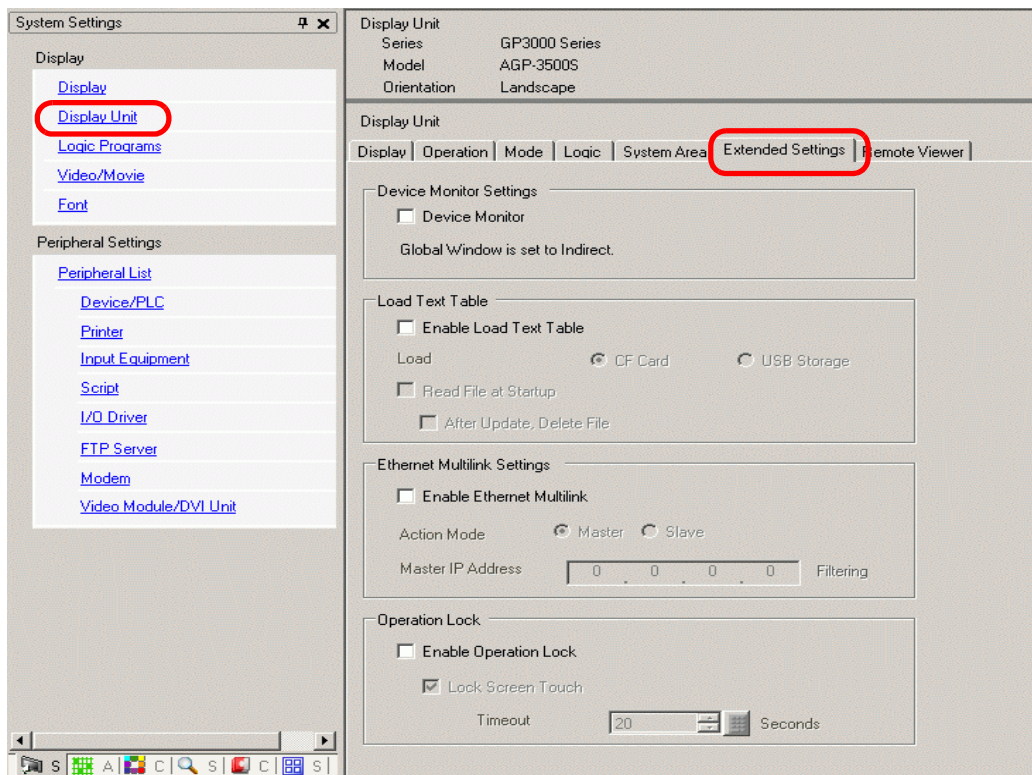 System Settings
Display
Display
Display Unit
Logic Programs
Video/Movie
Font
Peripheral Settings
Peripheral List
Device/PLC
Printer
Input Equipment
Script
I/O Driver
FTP Server
Modem
Video Module/DVI Unit
S A C S C S
Display Unit
Series GP3000 Series
Model AGP-3500S
Orientation Landscape
Display Unit
Display Operation Mode Logic System Area Extended Settings Remote Viewer
Device Monitor Settings
Device Monitor
Global Window is set to Indirect.
Load Text Table
Enable Load Text Table
Load CF Card USB Storage
Read File at Startup
After Update, Delete File
Ethernet Multilink Settings
Enable Ethernet Multilink
Action Mode Master Slave
Master IP Address 0 . 0 . 0 . 0 Filtering
Operation Lock
Enable Operation Lock
Lock Screen Touch
Timeout 20 Seconds